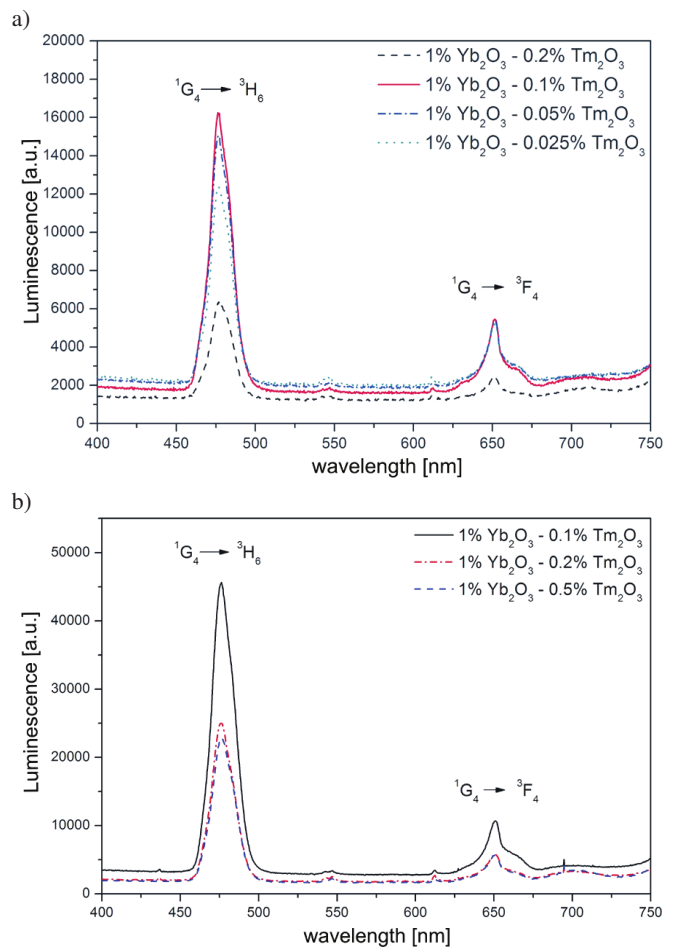 a)
20000
18000
16000
14000
12000
10000
8000
6000
4000
2000
0
Luminescence [a.u.]
1% Yb₂O₃ - 0.2% Tm₂O₃
1% Yb₂O₃ - 0.1% Tm₂O₃
1% Yb₂O₃ - 0.05% Tm₂O₃
1% Yb₂O₃ - 0.025% Tm₂O₃
¹G₄ → ³H₆
¹G₄ → ³F₄
400 450 500 550 600 650 700 750
wavelength [nm]
b)
50000
40000
30000
20000
10000
0
Luminescence [a.u.]
1% Yb₂O₃ - 0.1% Tm₂O₃
1% Yb₂O₃ - 0.2% Tm₂O₃
1% Yb₂O₃ - 0.5% Tm₂O₃
¹G₄ → ³H₆
¹G₄ → ³F₄
400 450 500 550 600 650 700 750
wavelength [nm]